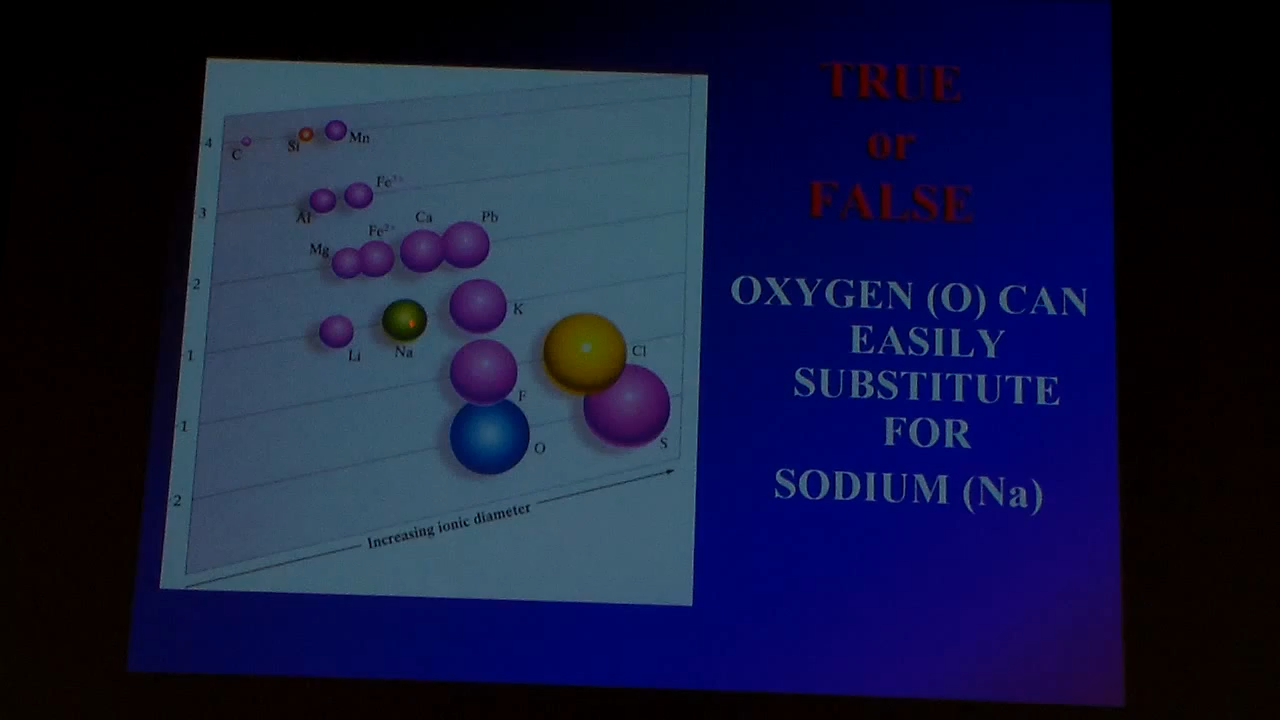 TRUE
or
FALSE
OXYGEN (O) CAN
EASILY
SUBSTITUTE
FOR
SODIUM (Na)
4
C
Si
Mn
3
Al
Fe³⁺
2
Mg
Fe²⁺
Ca
Pb
1
Li
Na
K
1
F
Cl
2
O
S
Increasing ionic diameter